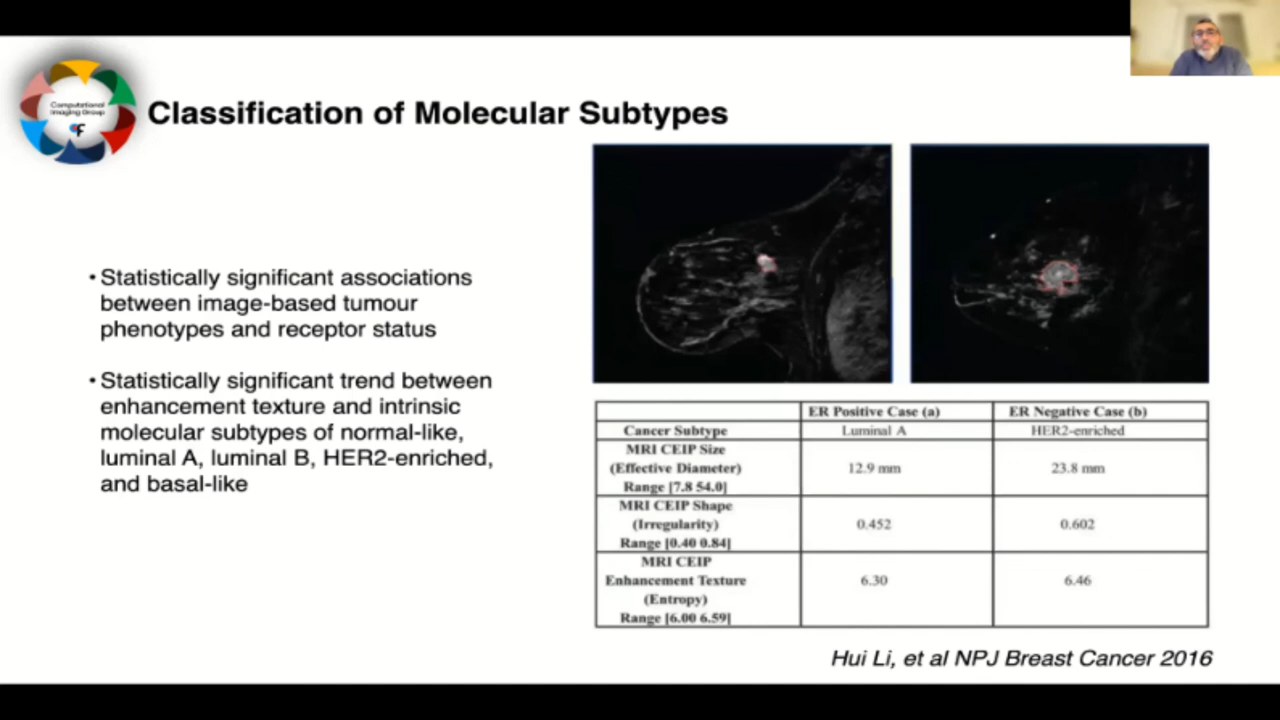 Computational
Imaging Group
Classification of Molecular Subtypes
• Statistically significant associations
between image-based tumour
phenotypes and receptor status
• Statistically significant trend between
enhancement texture and intrinsic
molecular subtypes of normal-like,
luminal A, luminal B, HER2-enriched,
and basal-like
ER Positive Case (a) ER Negative Case (b)
Cancer Subtype Luminal A HER2-enriched
MRI CEIP Size
(Effective Diameter) 12.9 mm 23.8 mm
Range [7.8 54.0]
MRI CEIP Shape
(Irregularity) 0.452 0.602
Range [0.40 0.84]
MRI CEIP
Enhancement Texture 6.30 6.46
(Entropy)
Range [6.00 6.59]
Hui Li, et al NPJ Breast Cancer 2016